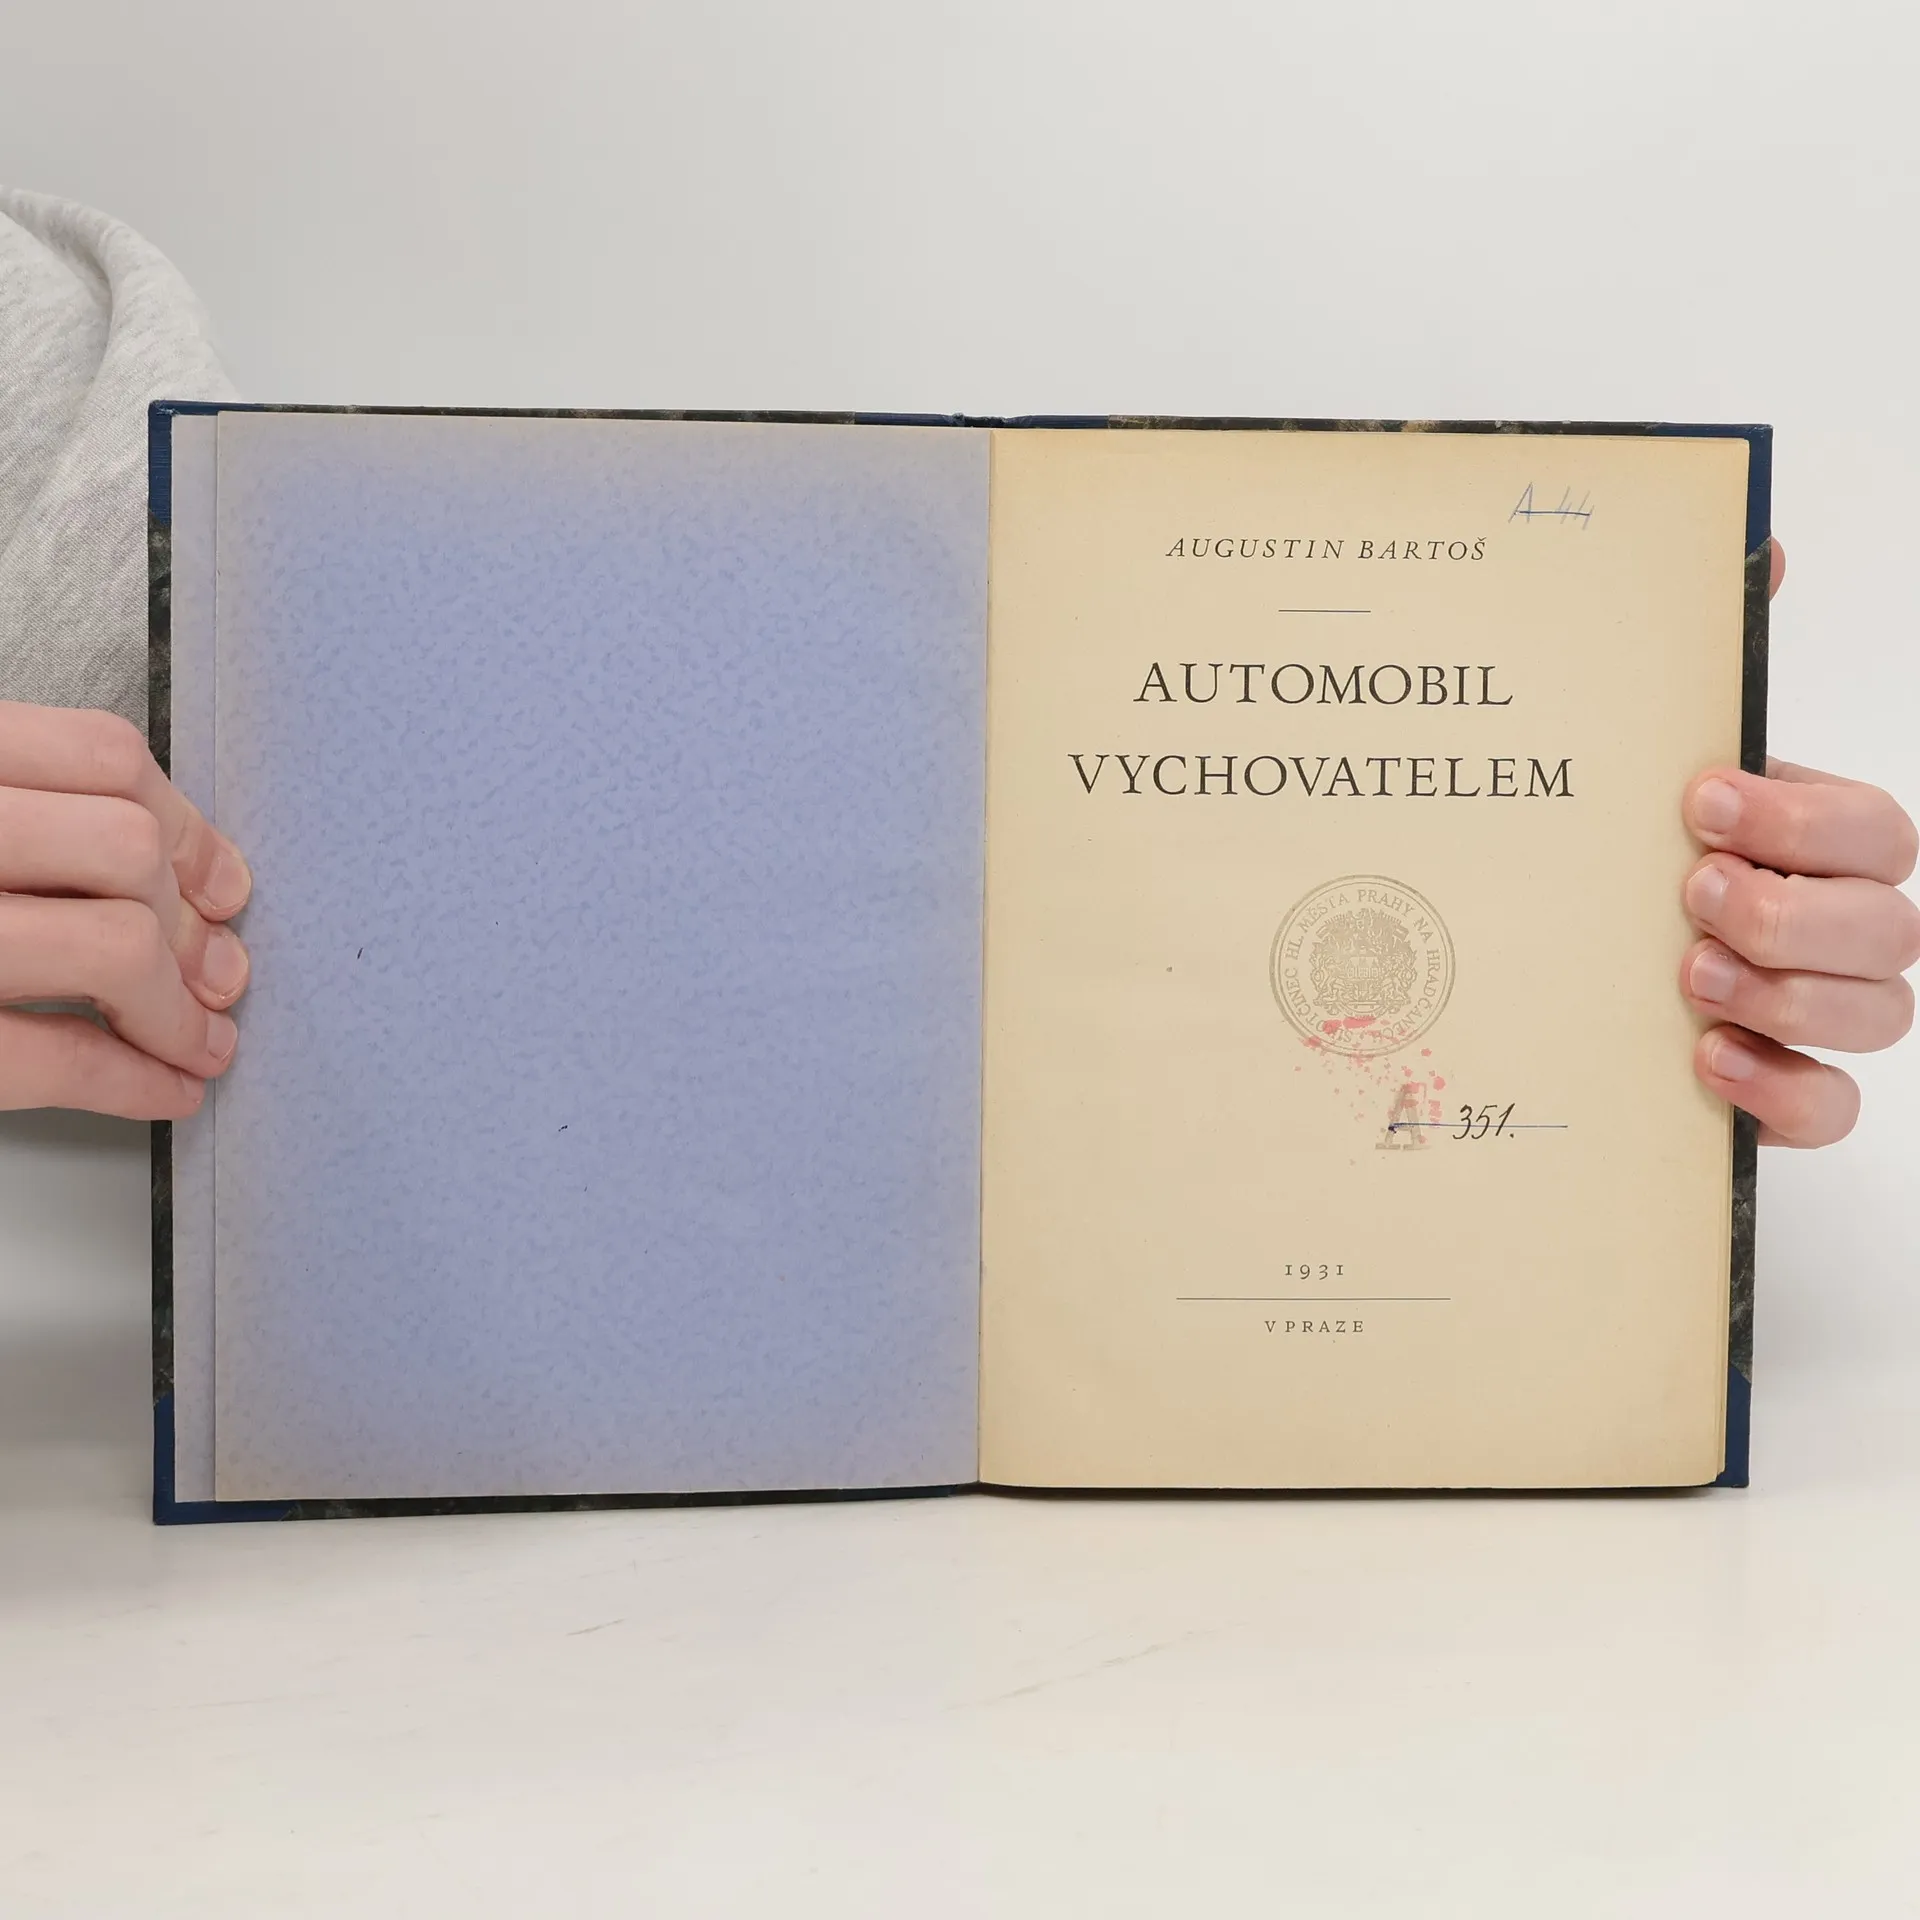 A 44
AUGUSTIN BARTOŠ
AUTOMOBIL
VYCHOVATELEM
SIROTČINEC HL. MĚSTA PRAHY NA HRADČANECH
A 351.
1931
V PRAZE